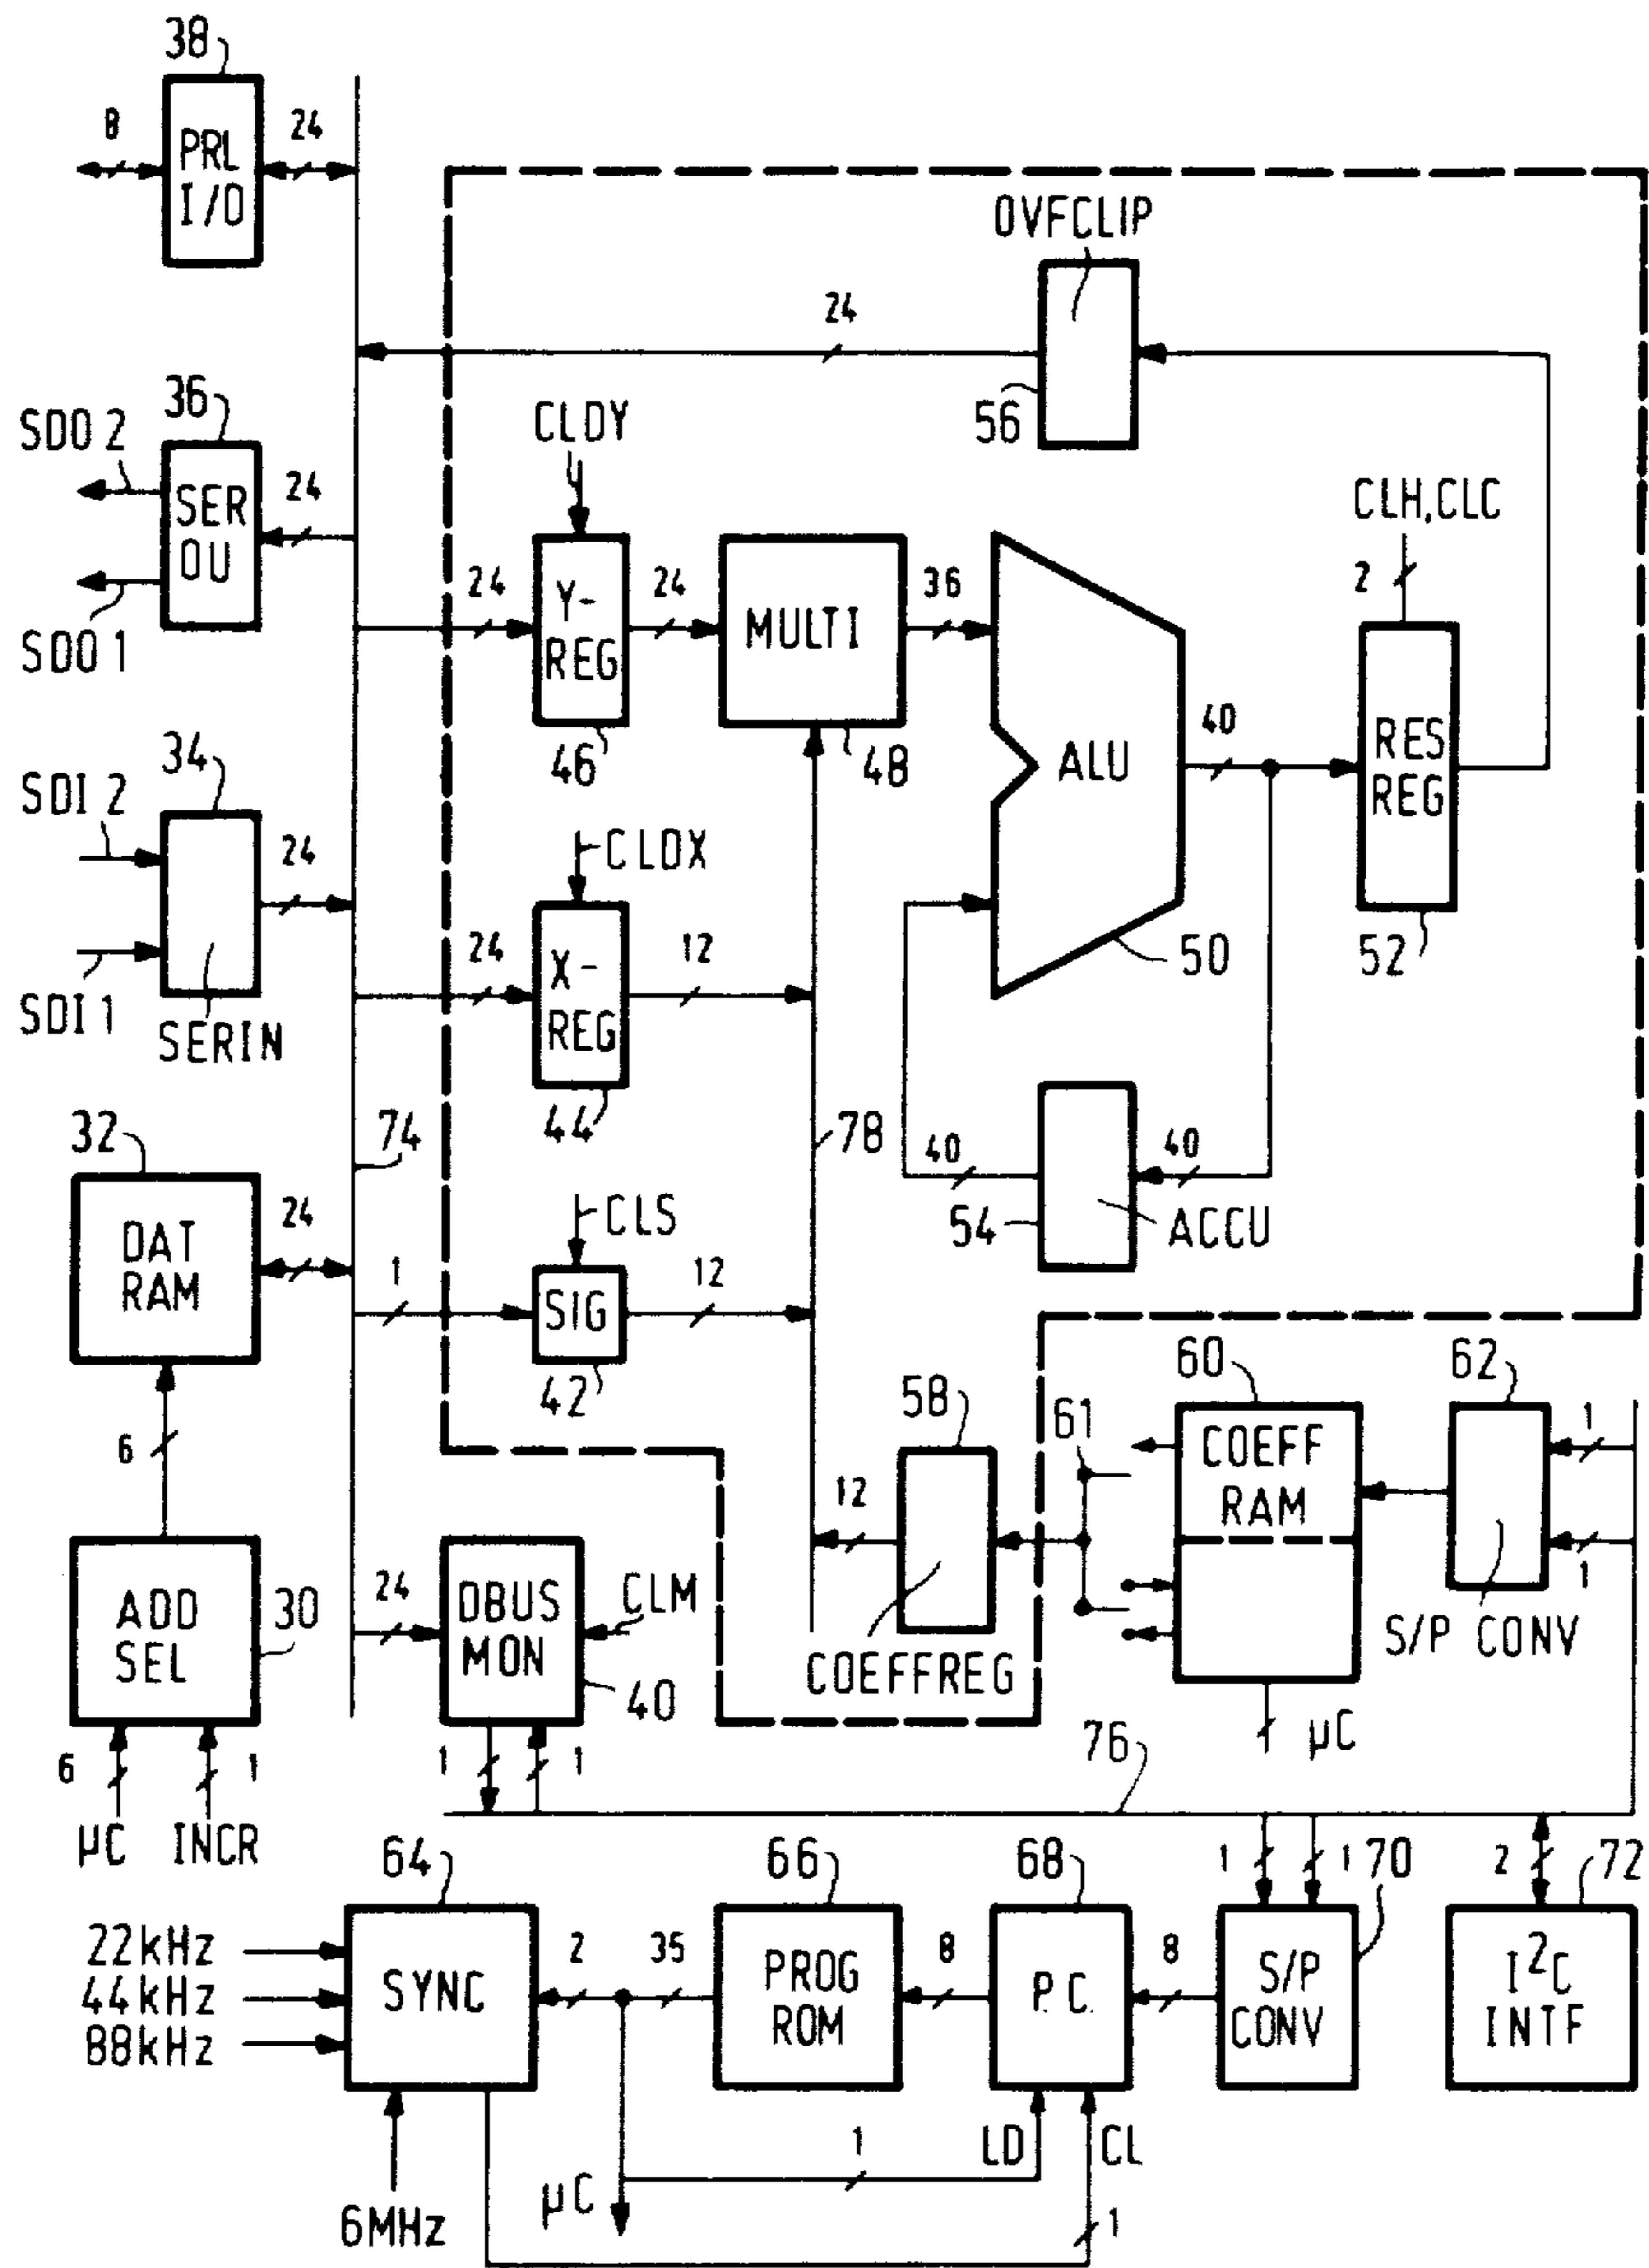 38
8
24
PRL
I/O
OVFCLIP
24
56
36
SDO 2
SER
OU
24
SDO 1
CLDY
24
Y-
REG
24
46
MULTI
48
36
ALU
50
40
CLH,CLC
2
RES
REG
52
34
SDI 2
24
SDI 1
SERIN
CLDX
24
X-
REG
12
44
74
78
40
40
54
ACCU
32
DAT
RAM
24
CLS
1
SIG
12
42
6
ADD
SEL
30
6
1
µC
INCR
24
DBUS
MON
CLM
40
1
1
58
12
COEFFREG
61
60
COEFF
RAM
µC
62
1
1
S/P CONV
76
64
22kHz
44kHz
88kHz
SYNC
6MHz
2
35
66
PROG
ROM
8
68
P.C.
8
1
1
70
S/P
CONV
2
72
I²C
INTF
LD
CL
1
µC
1